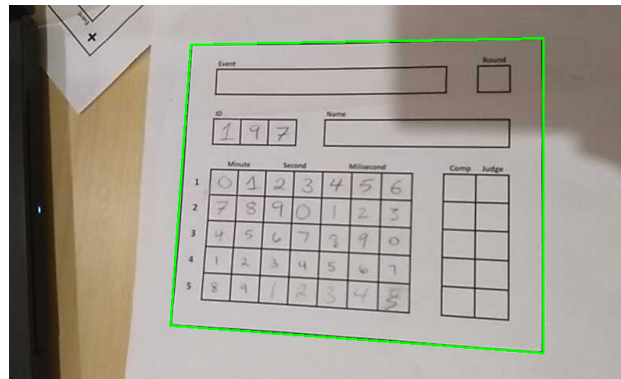 Event
Round
ID
Name
1 9 7
Minute Second Milisecond Comp Judge
1 0 1 2 3 4 5 6
2 7 8 9 0 1 2 3
3 4 5 6 7 8 9 0
4 1 2 3 4 5 6 7
5 8 9 1 2 3 4